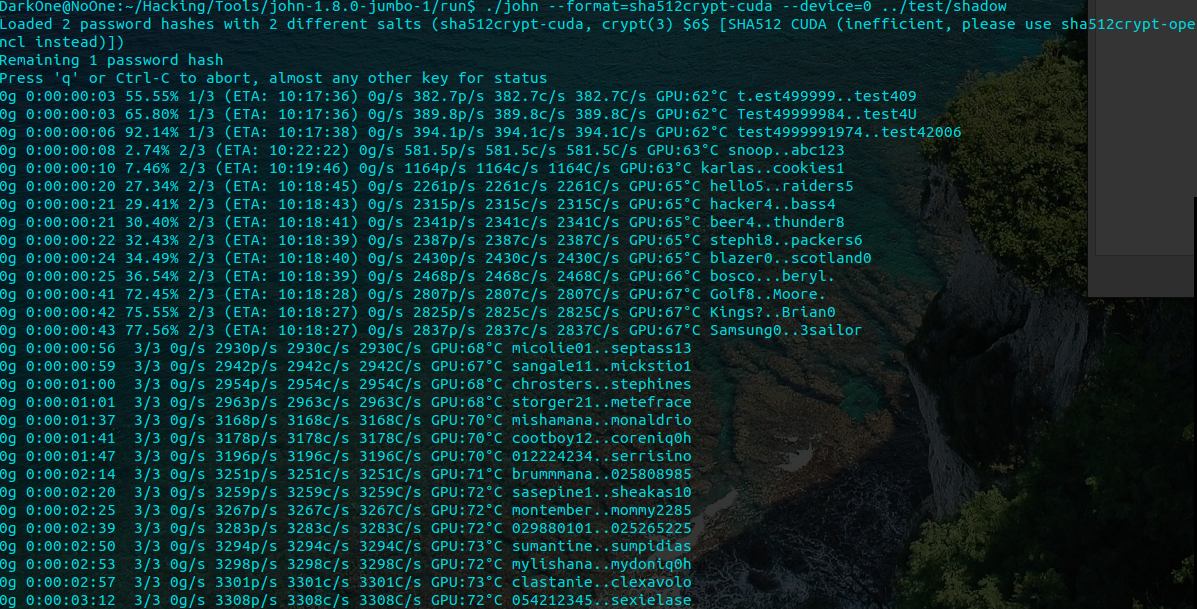 DarkOne@NoOne:~/Hacking/Tools/john-1.8.0-jumbo-1/run$ ./john --format=sha512crypt-cuda --device=0 ../test/shadow
Loaded 2 password hashes with 2 different salts (sha512crypt-cuda, crypt(3) $6$ [SHA512 CUDA (inefficient, please use sha512crypt-ope
ncl instead)])
Remaining 1 password hash
Press 'q' or Ctrl-C to abort, almost any other key for status
0g 0:00:00:03 55.55% 1/3 (ETA: 10:17:36) 0g/s 382.7p/s 382.7c/s 382.7C/s GPU:62°C t.est499999..test409
0g 0:00:00:03 65.80% 1/3 (ETA: 10:17:36) 0g/s 389.8p/s 389.8c/s 389.8C/s GPU:62°C Test49999984..test4U
0g 0:00:00:06 92.14% 1/3 (ETA: 10:17:38) 0g/s 394.1p/s 394.1c/s 394.1C/s GPU:62°C test4999991974..test42006
0g 0:00:00:08 2.74% 2/3 (ETA: 10:22:22) 0g/s 581.5p/s 581.5c/s 581.5C/s GPU:63°C snoop..abc123
0g 0:00:00:10 7.46% 2/3 (ETA: 10:19:46) 0g/s 1164p/s 1164c/s 1164C/s GPU:63°C karlas..cookies1
0g 0:00:00:20 27.34% 2/3 (ETA: 10:18:45) 0g/s 2261p/s 2261c/s 2261C/s GPU:65°C hello5..raiders5
0g 0:00:00:21 29.41% 2/3 (ETA: 10:18:43) 0g/s 2315p/s 2315c/s 2315C/s GPU:65°C hacker4..bass4
0g 0:00:00:21 30.40% 2/3 (ETA: 10:18:41) 0g/s 2341p/s 2341c/s 2341C/s GPU:65°C beer4..thunder8
0g 0:00:00:22 32.43% 2/3 (ETA: 10:18:39) 0g/s 2387p/s 2387c/s 2387C/s GPU:65°C stephi8..packers6
0g 0:00:00:24 34.49% 2/3 (ETA: 10:18:40) 0g/s 2430p/s 2430c/s 2430C/s GPU:65°C blazer0..scotland0
0g 0:00:00:25 36.54% 2/3 (ETA: 10:18:39) 0g/s 2468p/s 2468c/s 2468C/s GPU:66°C bosco...beryl.
0g 0:00:00:41 72.45% 2/3 (ETA: 10:18:28) 0g/s 2807p/s 2807c/s 2807C/s GPU:67°C Golf8..Moore.
0g 0:00:00:42 75.55% 2/3 (ETA: 10:18:27) 0g/s 2825p/s 2825c/s 2825C/s GPU:67°C Kings?..Brian0
0g 0:00:00:43 77.56% 2/3 (ETA: 10:18:27) 0g/s 2837p/s 2837c/s 2837C/s GPU:67°C Samsung0..3sailor
0g 0:00:00:56  3/3 0g/s 2930p/s 2930c/s 2930C/s GPU:68°C micolie01..septass13
0g 0:00:00:59  3/3 0g/s 2942p/s 2942c/s 2942C/s GPU:67°C sangale11..mickstio1
0g 0:00:01:00  3/3 0g/s 2954p/s 2954c/s 2954C/s GPU:68°C chrosters..stephines
0g 0:00:01:01  3/3 0g/s 2963p/s 2963c/s 2963C/s GPU:68°C storger21..metefrace
0g 0:00:01:37  3/3 0g/s 3168p/s 3168c/s 3168C/s GPU:70°C mishamana..monaldrio
0g 0:00:01:41  3/3 0g/s 3178p/s 3178c/s 3178C/s GPU:70°C cootboy12..coreniq0h
0g 0:00:01:47  3/3 0g/s 3196p/s 3196c/s 3196C/s GPU:70°C 012224234..serrisino
0g 0:00:02:14  3/3 0g/s 3251p/s 3251c/s 3251C/s GPU:71°C brummmana..025808985
0g 0:00:02:20  3/3 0g/s 3259p/s 3259c/s 3259C/s GPU:72°C sasepine1..sheakas10
0g 0:00:02:25  3/3 0g/s 3267p/s 3267c/s 3267C/s GPU:72°C montember..mommy2285
0g 0:00:02:39  3/3 0g/s 3283p/s 3283c/s 3283C/s GPU:72°C 029880101..025265225
0g 0:00:02:50  3/3 0g/s 3294p/s 3294c/s 3294C/s GPU:73°C sumantine..sumpidias
0g 0:00:02:53  3/3 0g/s 3298p/s 3298c/s 3298C/s GPU:72°C mylishana..mydoniq0h
0g 0:00:02:57  3/3 0g/s 3301p/s 3301c/s 3301C/s GPU:73°C clastanie..clexavolo
0g 0:00:03:12  3/3 0g/s 3308p/s 3308c/s 3308C/s GPU:72°C 054212345..sexielase